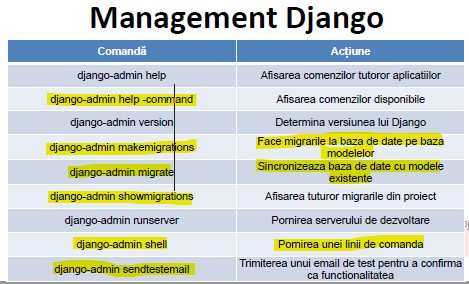 Management Django
Comandă Acțiune
django-admin help Afisarea comenzilor tuturor aplicatiilor
django-admin help -command Afisarea comenzilor disponibile
django-admin version Determina versiunea lui Django
django-admin makemigrations Face migrările la baza de date pe baza
modelelor
django-admin migrate Sincronizeaza baza de date cu modele
existente
django-admin showmigrations Afisarea tuturor migrarile din proiect
django-admin runserver Pornirea serverului de dezvoltare
django-admin shell Pornirea unei linii de comanda
django-admin sendtestemail Trimiterea unui email de test pentru a confirma
ca functionalitatea